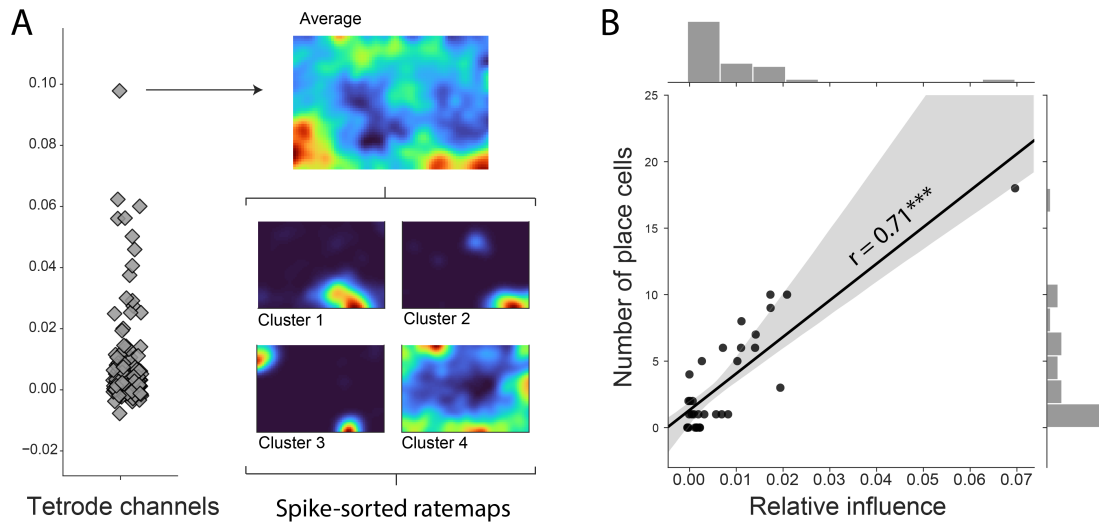 A
Average
0.10
0.08
0.06
0.04
0.02
0.00
−0.02
Tetrode channels
Cluster 1
Cluster 2
Cluster 3
Cluster 4
Spike-sorted ratemaps
B
25
20
15
10
5
0
Number of place cells
r = 0.71***
0.00 0.01 0.02 0.03 0.04 0.05 0.06 0.07
Relative influence